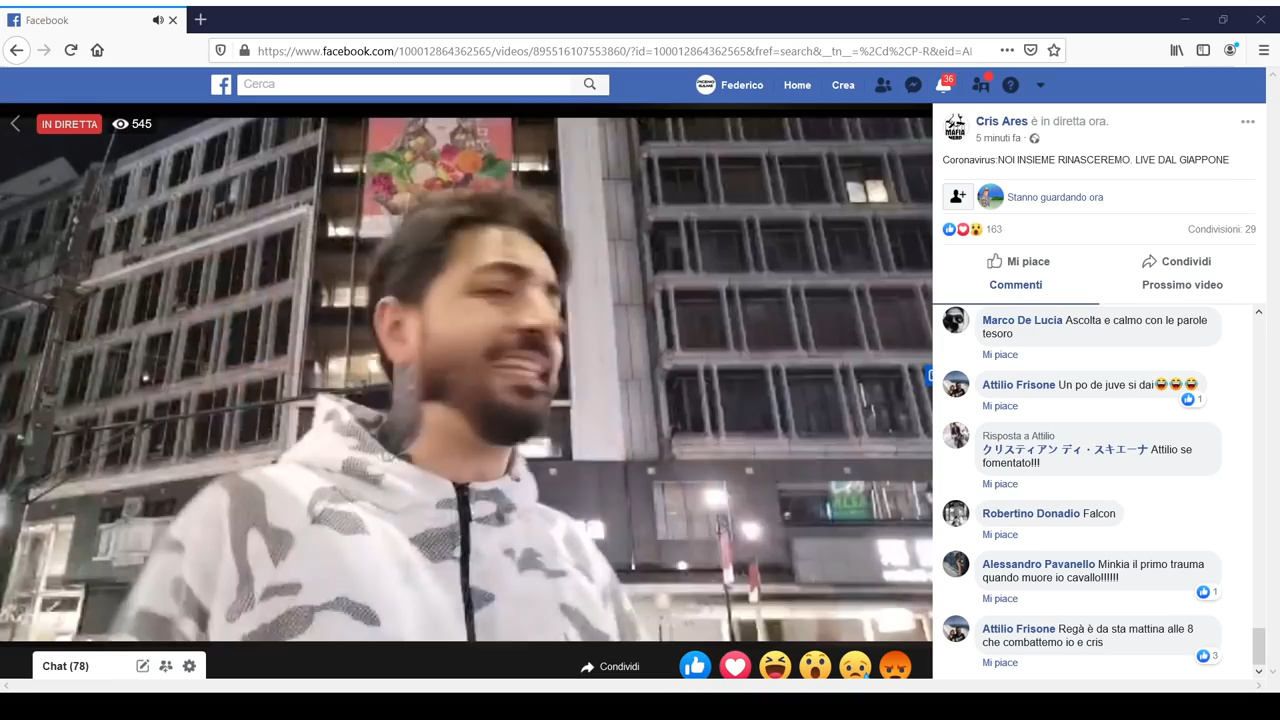 Facebook
https://www.facebook.com/100012864362565/videos/895516107553860/?id=100012864362565&fref=search&__tn__=%2Cd%2CP-R&eid=A
Cerca
Federico
Home
Crea
36
IN DIRETTA
545
Cris Ares è in diretta ora.
5 minuti fa ·
MAFIA
Coronavirus:NOI INSIEME RINASCEREMO. LIVE DAL GIAPPONE
Stanno guardando ora
163
Condivisioni: 29
Mi piace
Condividi
Commenti
Prossimo video
Marco De Lucia Ascolta e calmo con le parole
tesoro
Mi piace
Attilio Frisone Un po de juve si dai😂😂😂
1
Mi piace
Risposta a Attilio
クリスティアン ディ・スキエーナ Attilio se
fomentato!!!
Mi piace
Robertino Donadio Falcon
Mi piace
Alessandro Pavanello Minkia il primo trauma
quando muore io cavallo!!!!!!
1
Mi piace
Attilio Frisone Regà è da sta mattina alle 8
che combattemo io e cris
3
Mi piace
Chat (78)
Condividi